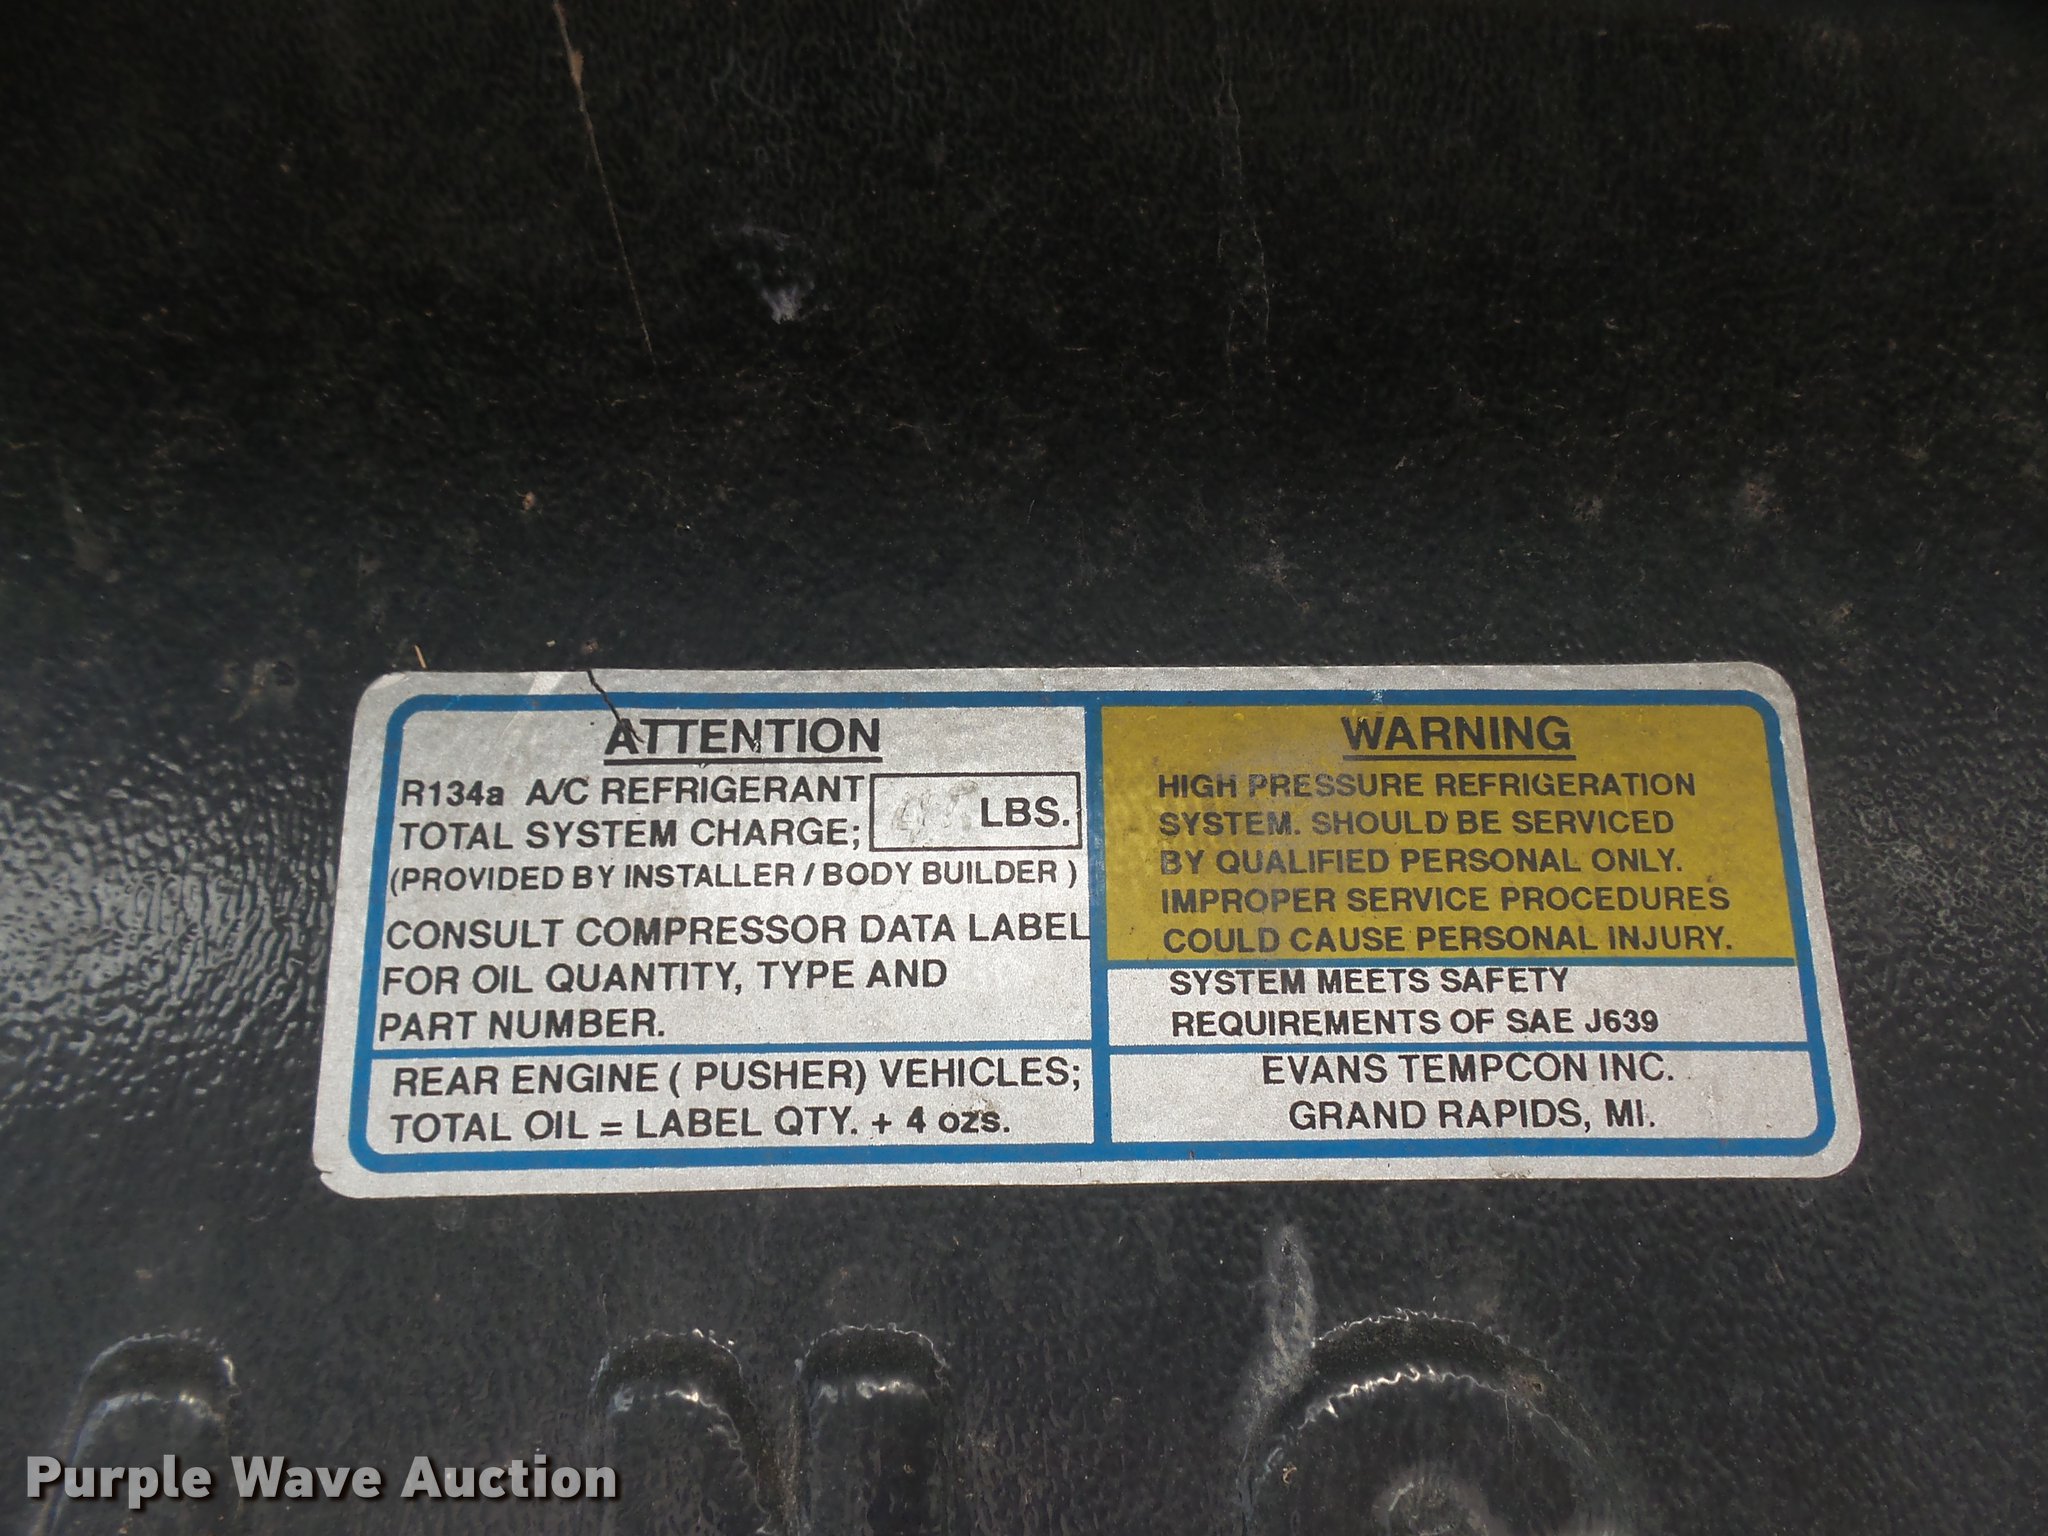 ATTENTION
R134a A/C REFRIGERANT
TOTAL SYSTEM CHARGE; LBS.
(PROVIDED BY INSTALLER / BODY BUILDER )
CONSULT COMPRESSOR DATA LABEL
FOR OIL QUANTITY, TYPE AND
PART NUMBER.
REAR ENGINE ( PUSHER) VEHICLES;
TOTAL OIL = LABEL QTY. + 4 ozs.
WARNING
HIGH PRESSURE REFRIGERATION
SYSTEM. SHOULD BE SERVICED
BY QUALIFIED PERSONAL ONLY.
IMPROPER SERVICE PROCEDURES
COULD CAUSE PERSONAL INJURY.
SYSTEM MEETS SAFETY
REQUIREMENTS OF SAE J639
EVANS TEMPCON INC.
GRAND RAPIDS, MI.
Purple Wave Auction